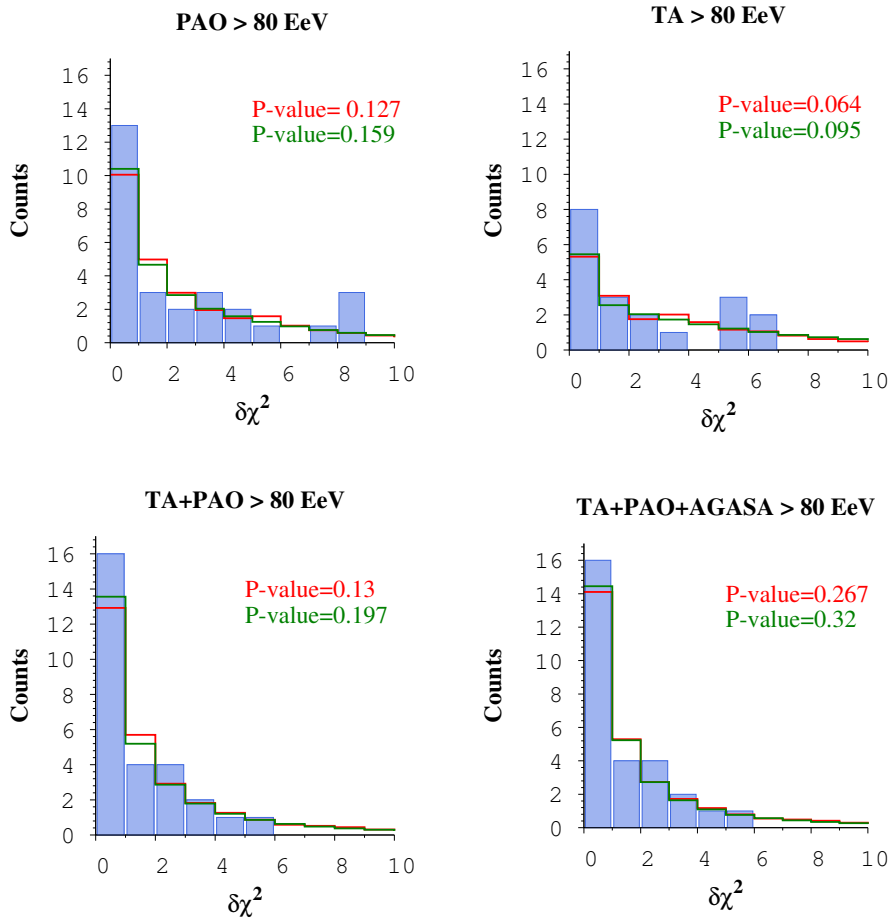 PAO > 80 EeV
Counts
16
14
12
10
8
6
4
2
0
P-value= 0.127
P-value=0.159
0 2 4 6 8 10
δχ²
TA > 80 EeV
Counts
16
14
12
10
8
6
4
2
0
P-value=0.064
P-value=0.095
0 2 4 6 8 10
δχ²
TA+PAO > 80 EeV
Counts
16
14
12
10
8
6
4
2
0
P-value=0.13
P-value=0.197
0 2 4 6 8 10
δχ²
TA+PAO+AGASA > 80 EeV
Counts
16
14
12
10
8
6
4
2
0
P-value=0.267
P-value=0.32
0 2 4 6 8 10
δχ²